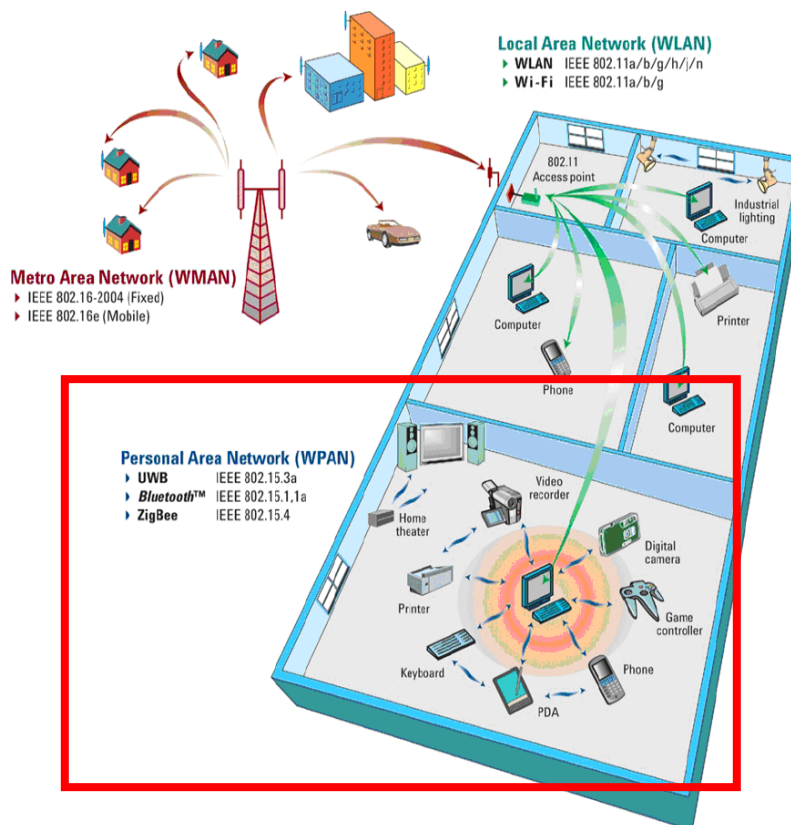 Local Area Network (WLAN)
WLAN IEEE 802.11a/b/g/h/j/n
Wi-Fi IEEE 802.11a/b/g
802.11
Access point
Industrial
lighting
Computer
Metro Area Network (WMAN)
IEEE 802.16-2004 (Fixed)
IEEE 802.16e (Mobile)
Computer
Printer
Phone
Computer
Personal Area Network (WPAN)
UWB IEEE 802.15.3a
Bluetooth™ IEEE 802.15.1,1a
ZigBee IEEE 802.15.4
Video
recorder
Home
theater
Digital
camera
Printer
Game
controller
Keyboard
Phone
PDA